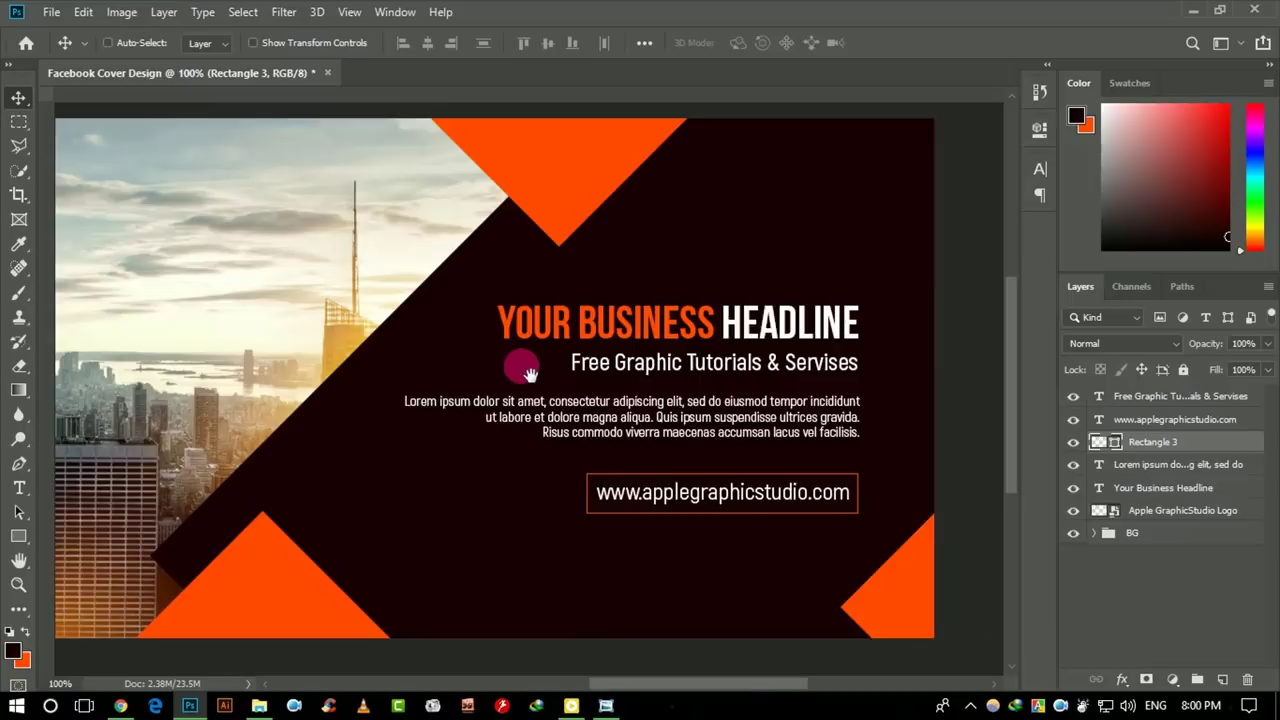 Ps File Edit Image Layer Type Select Filter 3D View Window Help
Auto-Select: Layer Show Transform Controls 3D Mode:
Facebook Cover Design @ 100% (Rectangle 3, RGB/8) * ×
Color Swatches
YOUR BUSINESS HEADLINE
Free Graphic Tutorials & Servises
Lorem ipsum dolor sit amet, consectetur adipiscing elit, sed do eiusmod tempor incididunt
ut labore et dolore magna aliqua. Quis ipsum suspendisse ultrices gravida.
Risus commodo viverra maecenas accumsan lacus vel facilisis.
www.applegraphicstudio.com
Layers Channels Paths
Kind
Normal Opacity: 100%
Lock: Fill: 100%
Free Graphic Tu...als & Servises
www.applegraphicstudio.com
Rectangle 3
Lorem ipsum do...g elit, sed do
Your Business Headline
Apple GraphicStudio Logo
BG
100% Doc: 2.38M/23.5M
Ps Ai ENG 8:00 PM